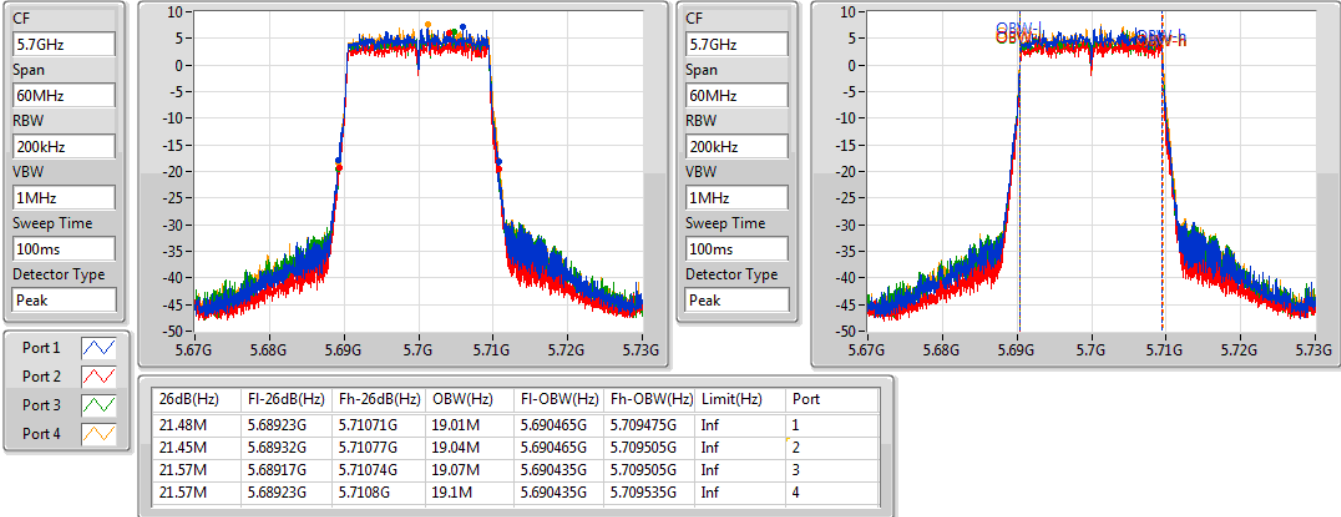 CF
5.7GHz
Span
60MHz
RBW
200kHz
VBW
1MHz
Sweep Time
100ms
Detector Type
Peak
10
5
0
-5
-10
-15
-20
-25
-30
-35
-40
-45
-50
5.67G 5.68G 5.69G 5.7G 5.71G 5.72G 5.73G
CF
5.7GHz
Span
60MHz
RBW
200kHz
VBW
1MHz
Sweep Time
100ms
Detector Type
Peak
10
5
0
-5
-10
-15
-20
-25
-30
-35
-40
-45
-50
OBW-l
OBW-h
5.67G 5.68G 5.69G 5.7G 5.71G 5.72G 5.73G
Port 1
Port 2
Port 3
Port 4
26dB(Hz) Fl-26dB(Hz) Fh-26dB(Hz) OBW(Hz) Fl-OBW(Hz) Fh-OBW(Hz) Limit(Hz) Port
21.48M 5.68923G 5.71071G 19.01M 5.690465G 5.709475G Inf 1
21.45M 5.68932G 5.71077G 19.04M 5.690465G 5.709505G Inf 2
21.57M 5.68917G 5.71074G 19.07M 5.690435G 5.709505G Inf 3
21.57M 5.68923G 5.7108G 19.1M 5.690435G 5.709535G Inf 4